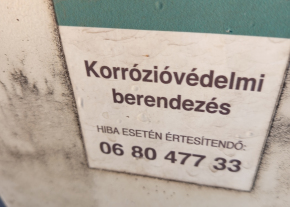 Korrózióvédelmi
berendezés
HIBA ESETÉN ÉRTESÍTENDŐ:
06 80 477 33